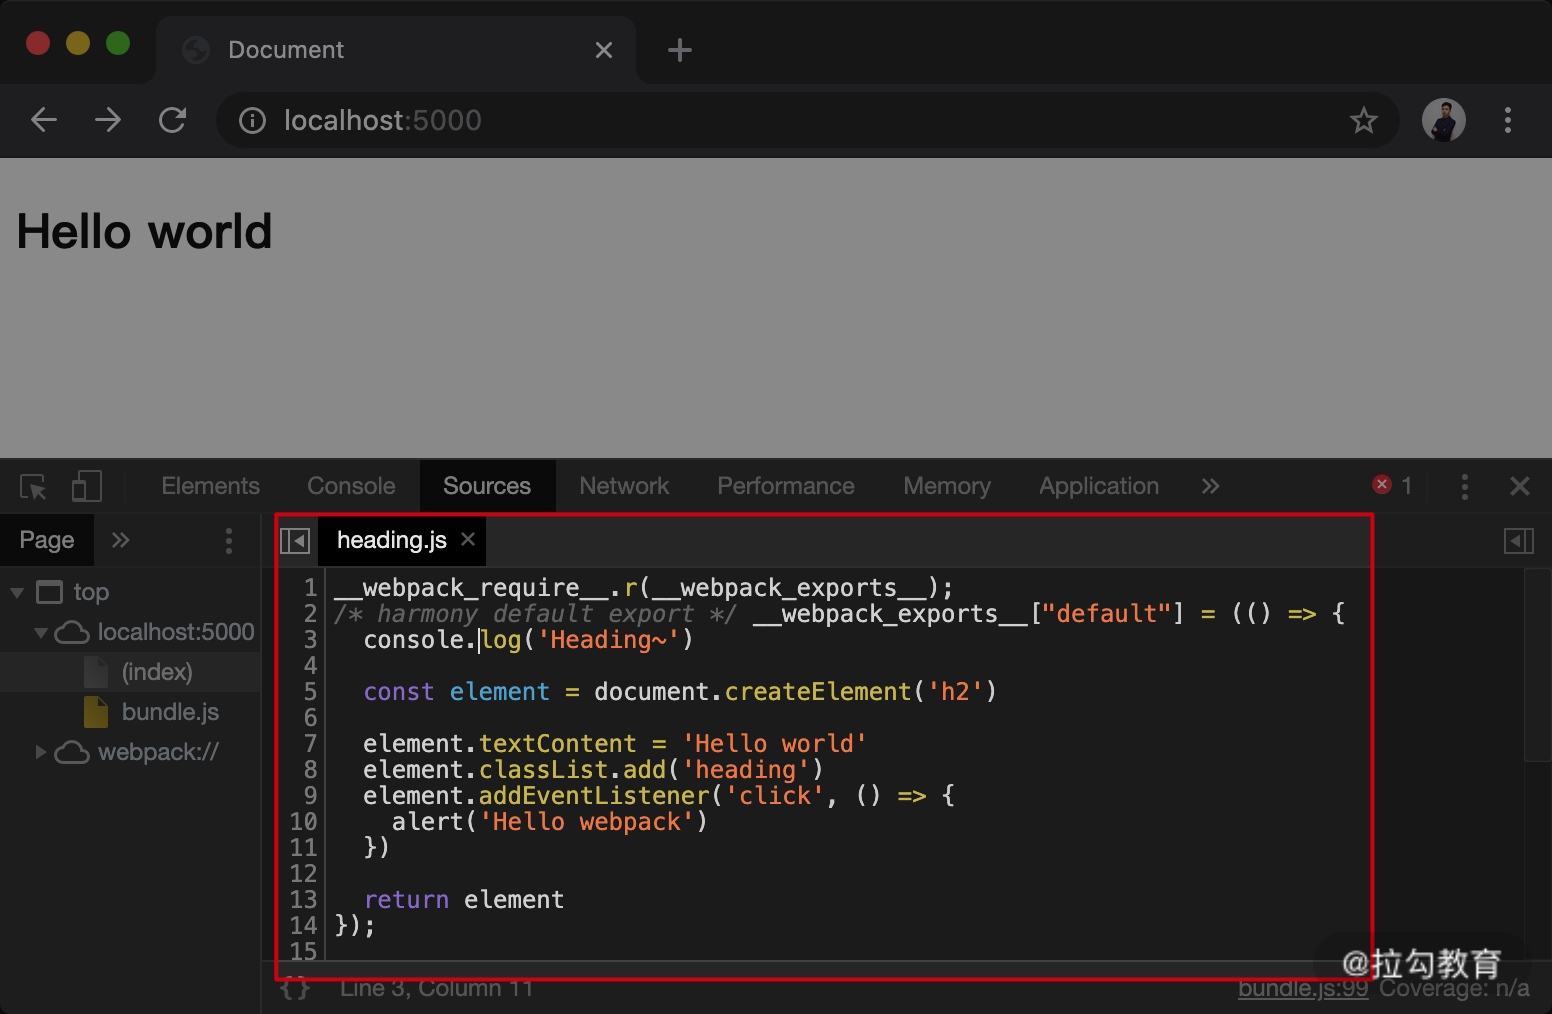 Document
localhost:5000
Hello world
Elements Console Sources Network Performance Memory Application » 1
Page » heading.js
top
localhost:5000
(index)
bundle.js
webpack://
1 __webpack_require__.r(__webpack_exports__);
2 /* harmony default export */ __webpack_exports__["default"] = (() => {
3   console.log('Heading~')
4
5   const element = document.createElement('h2')
6
7   element.textContent = 'Hello world'
8   element.classList.add('heading')
9   element.addEventListener('click', () => {
10     alert('Hello webpack')
11   })
12
13   return element
14 });
15
@拉勾教育
{} Line 3, Column 11 bundle.js:99 Coverage: n/a